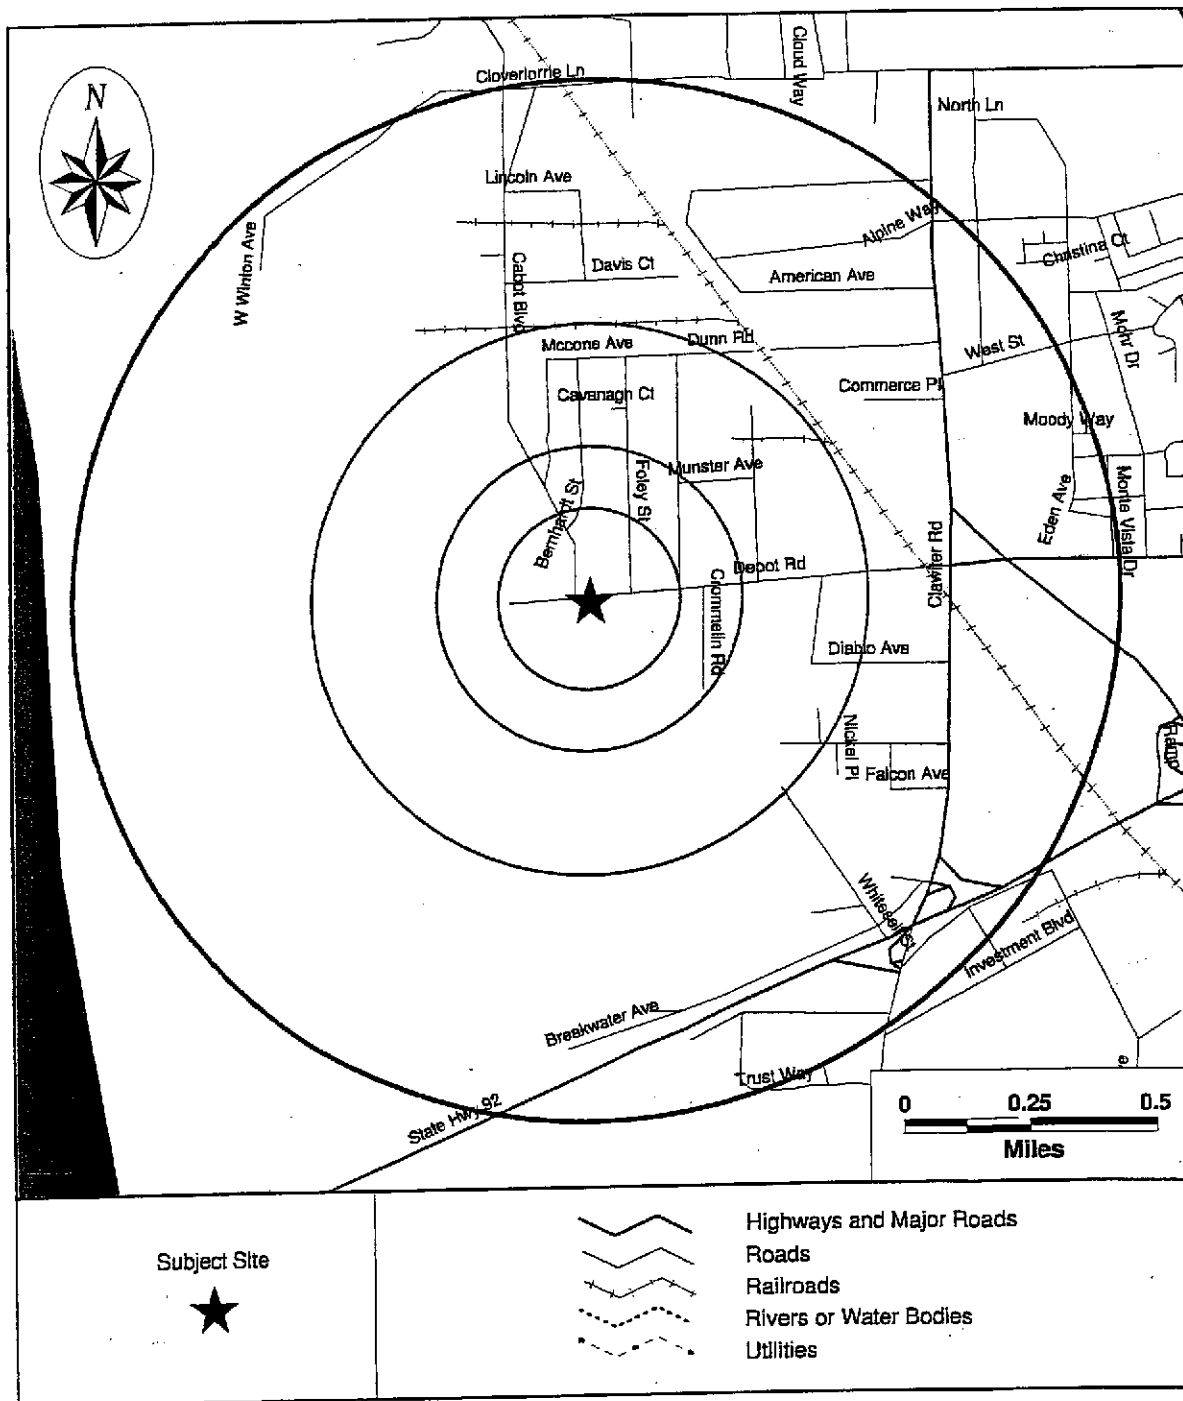 Cloverlorrie Ln
Cloud Way
N
North Ln
Lincoln Ave
W Winton Ave
Cabot Blvd
Davis Ct
Alpine Way
American Ave
Christina Ct
Mohr Dr
Mccone Ave
Dunn Rd
West St
Commerce Pl
Cavanagh Ct
Moody Way
Munster Ave
Foley St
Bernhardt St
Eden Ave
Monte Vista Dr
Depot Rd
Clawiter Rd
Crommelin Rd
Diablo Ave
Nickel Pl
Ramp
Falcon Ave
Whitesell St
Investment Blvd
Breakwater Ave
Trust Way
State Hwy 92
0 0.25 0.5
Miles
Subject Site
Highways and Major Roads
Roads
Railroads
Rivers or Water Bodies
Utilities